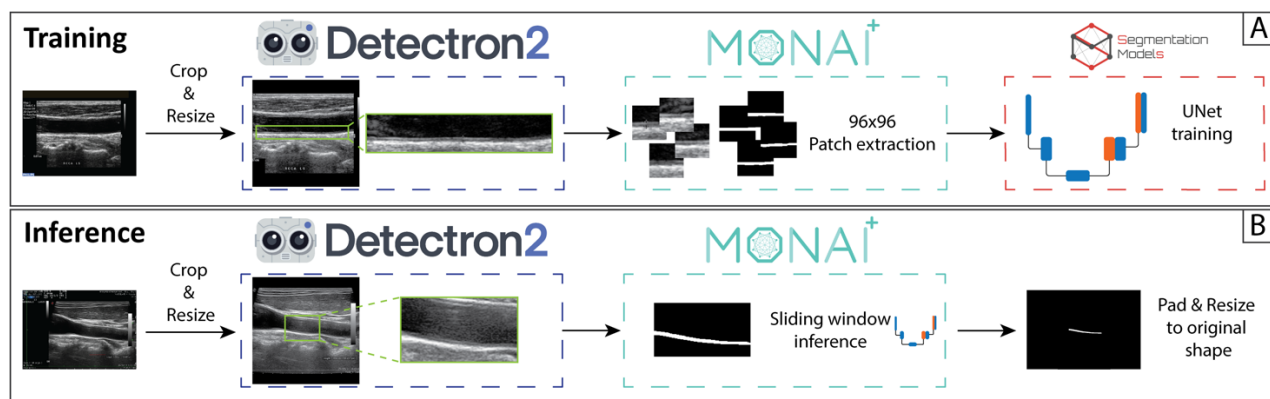 Training
A
Crop
&
Resize
Detectron2
MONAI+
Segmentation
Models
96x96
Patch extraction
UNet
training
Inference
B
Crop
&
Resize
Detectron2
MONAI+
Sliding window
inference
Pad & Resize
to original
shape